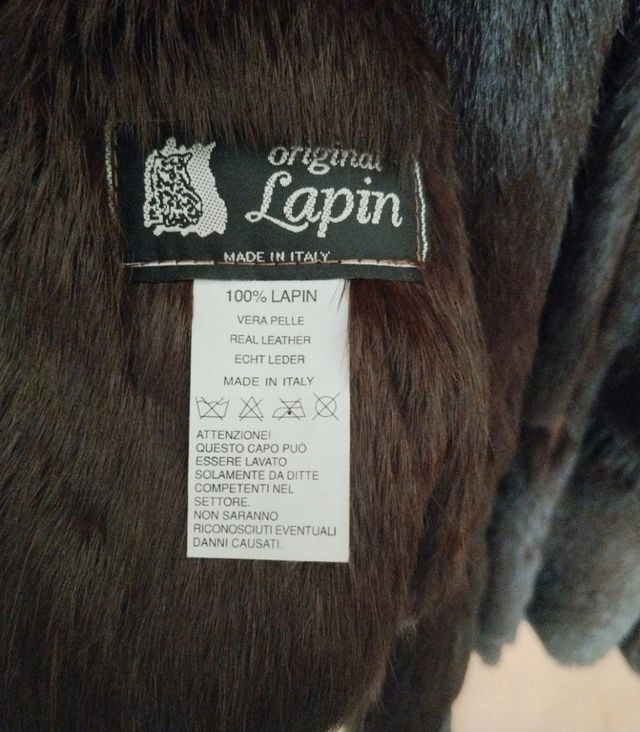 original
Lapin
MADE IN ITALY
100% LAPIN
VERA PELLE
REAL LEATHER
ECHT LEDER
MADE IN ITALY
ATTENZIONE!
QUESTO CAPO PUÒ
ESSERE LAVATO
SOLAMENTE DA DITTE
COMPETENTI NEL
SETTORE.
NON SARANNO
RICONOSCIUTI EVENTUALI
DANNI CAUSATI.